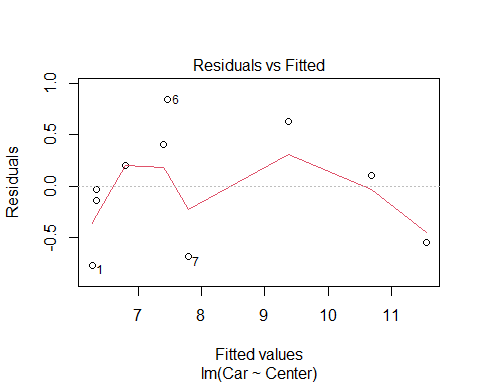 Residuals vs Fitted
Residuals
1.0
0.5
0.0
-0.5
6
1
7
7 8 9 10 11
Fitted values
lm(Car ~ Center)